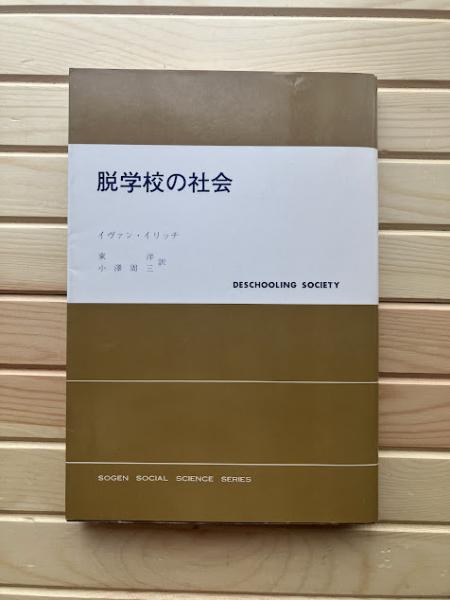 脱学校の社会
イヴァン・イリッチ
東 洋
小澤周三 訳
DESCHOOLING SOCIETY
SOGEN SOCIAL SCIENCE SERIES